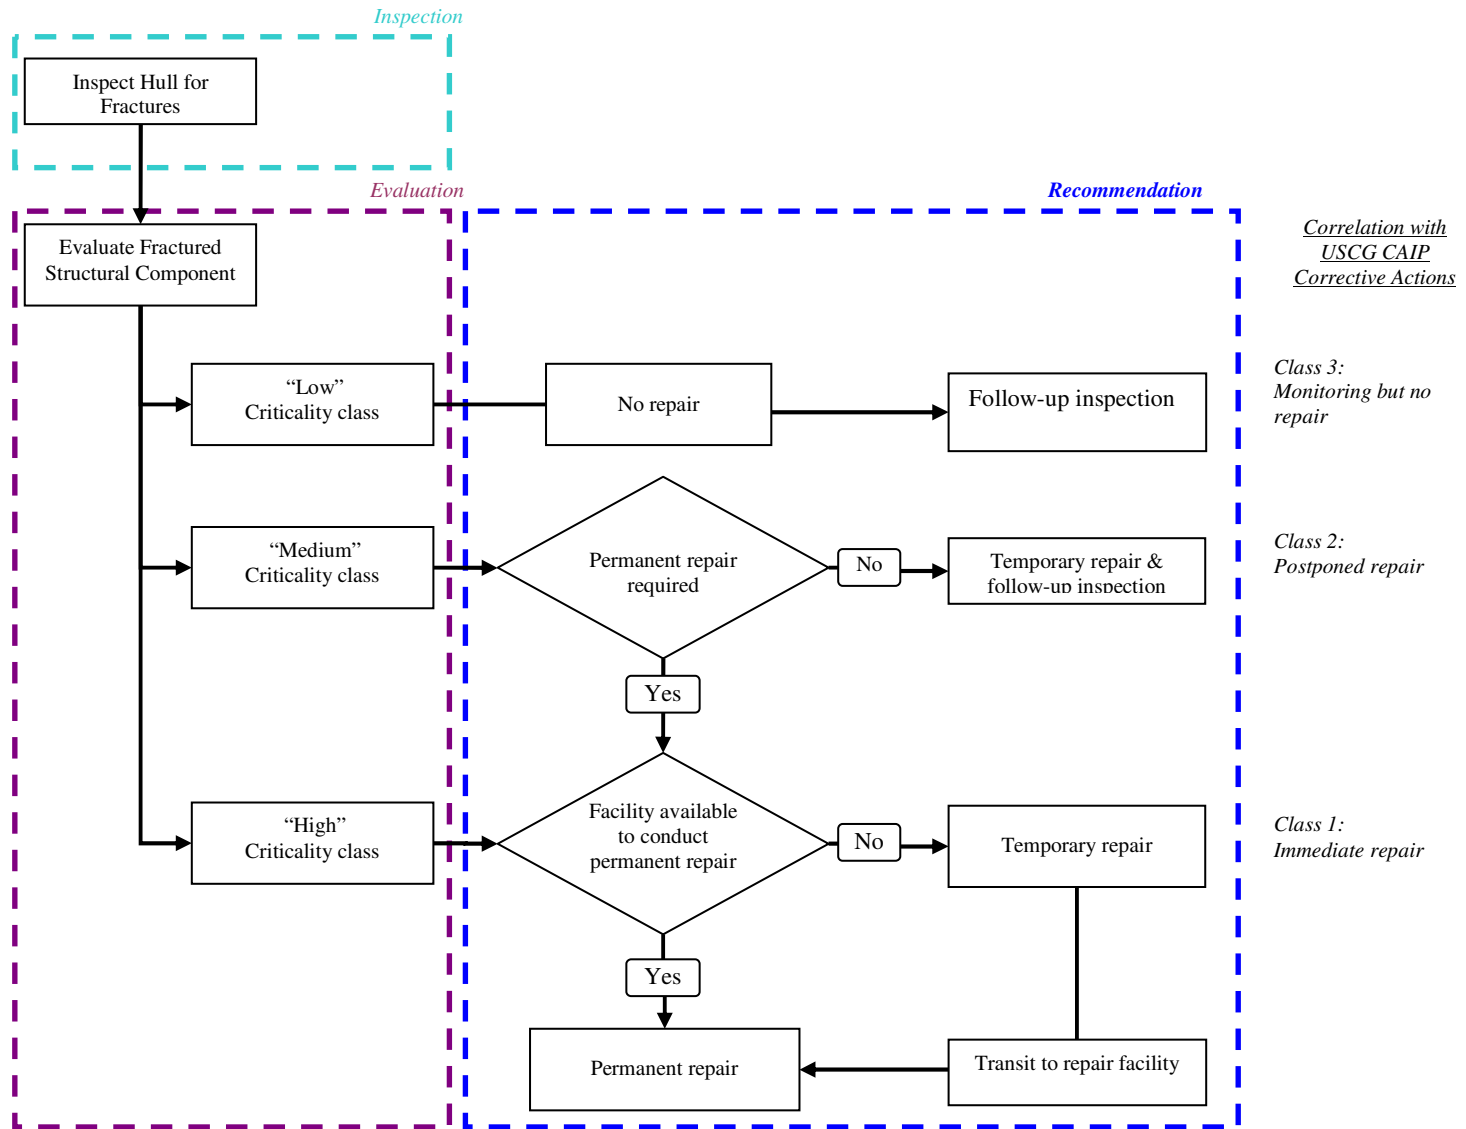 Inspection
Inspect Hull for
Fractures
Evaluation
Recommendation
Evaluate Fractured
Structural Component
Correlation with
USCG CAIP
Corrective Actions
“Low”
Criticality class
No repair
Follow-up inspection
Class 3:
Monitoring but no
repair
“Medium”
Criticality class
Permanent repair
required
No
Temporary repair &
follow-up inspection
Class 2:
Postponed repair
Yes
“High”
Criticality class
Facility available
to conduct
permanent repair
No
Temporary repair
Class 1:
Immediate repair
Yes
Permanent repair
Transit to repair facility